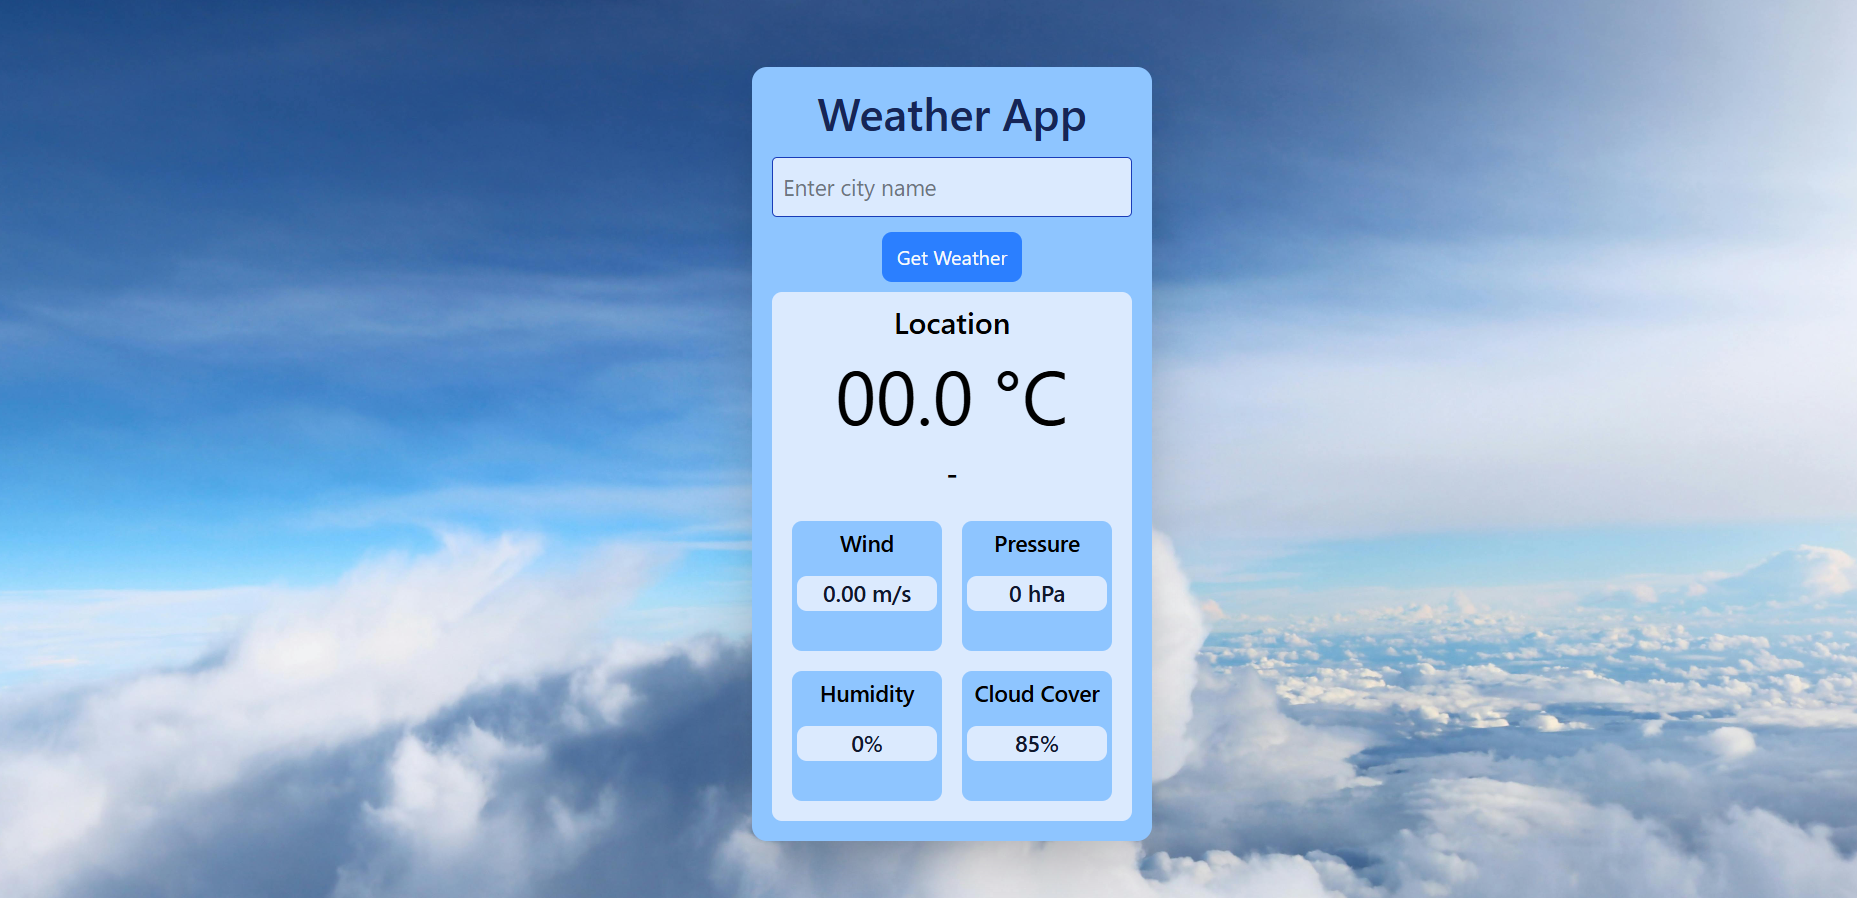 Weather App
Enter city name
Get Weather
Location
00.0 °C
-
Wind
Pressure
0.00 m/s
0 hPa
Humidity
Cloud Cover
0%
85%